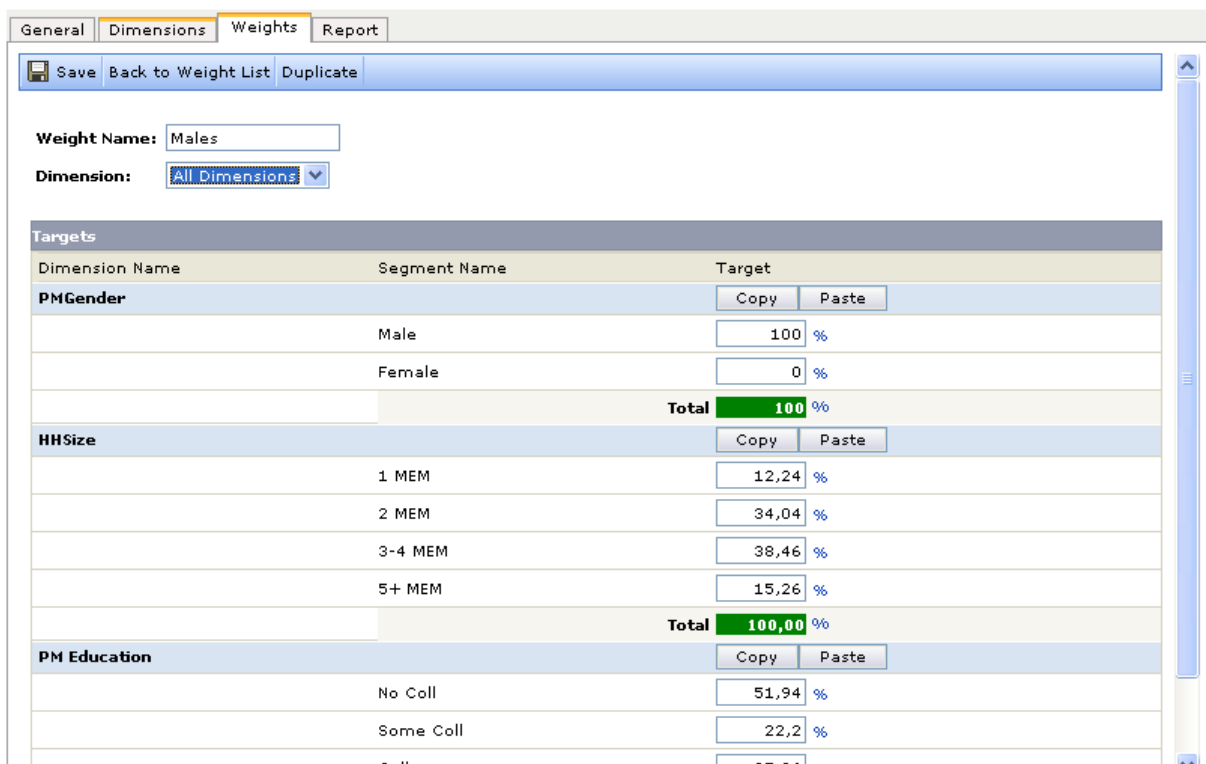 General Dimensions Weights Report
Save Back to Weight List Duplicate
Weight Name: Males
Dimension: All Dimensions
Targets
Dimension Name Segment Name Target
PMGender Copy Paste
Male 100 %
Female 0 %
Total 100 %
HHSize Copy Paste
1 MEM 12,24 %
2 MEM 34,04 %
3-4 MEM 38,46 %
5+ MEM 15,26 %
Total 100,00 %
PM Education Copy Paste
No Coll 51,94 %
Some Coll 22,2 %